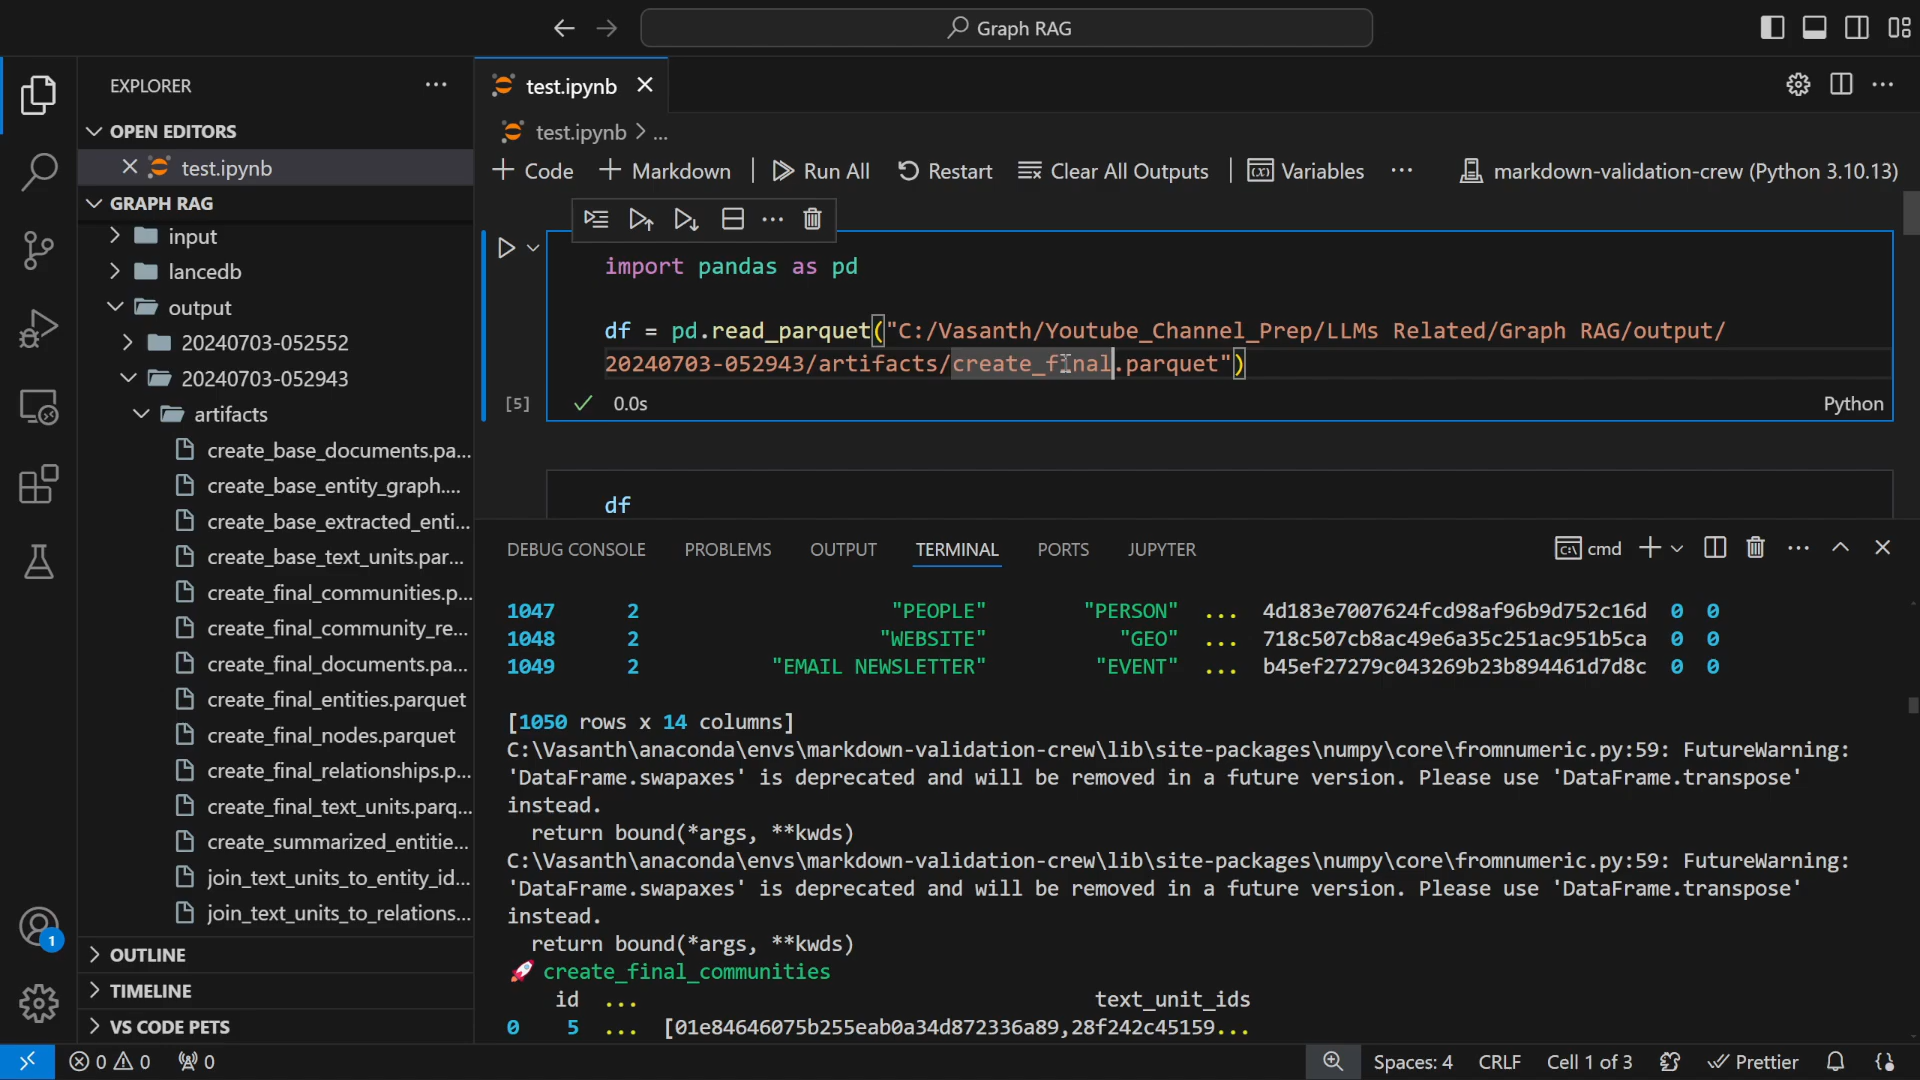 Graph RAG
EXPLORER
OPEN EDITORS
test.ipynb
GRAPH RAG
input
lancedb
output
20240703-052552
20240703-052943
artifacts
create_base_documents.pa...
create_base_entity_graph....
create_base_extracted_enti...
create_base_text_units.par...
create_final_communities.p...
create_final_community_re...
create_final_documents.pa...
create_final_entities.parquet
create_final_nodes.parquet
create_final_relationships.p...
create_final_text_units.parq...
create_summarized_entitie...
join_text_units_to_entity_id...
join_text_units_to_relations...
OUTLINE
TIMELINE
VS CODE PETS
1
test.ipynb
test.ipynb > ...
Code Markdown Run All Restart Clear All Outputs Variables ... markdown-validation-crew (Python 3.10.13)
import pandas as pd
df = pd.read_parquet("C:/Vasanth/Youtube_Channel_Prep/LLMs Related/Graph RAG/output/
20240703-052943/artifacts/create_final.parquet")
[5] 0.0s Python
df
DEBUG CONSOLE PROBLEMS OUTPUT TERMINAL PORTS JUPYTER cmd
1047 2 "PEOPLE" "PERSON" ... 4d183e7007624fcd98af96b9d752c16d 0 0
1048 2 "WEBSITE" "GEO" ... 718c507cb8ac49e6a35c251ac951b5ca 0 0
1049 2 "EMAIL NEWSLETTER" "EVENT" ... b45ef27279c043269b23b894461d7d8c 0 0
[1050 rows x 14 columns]
C:\Vasanth\anaconda\envs\markdown-validation-crew\lib\site-packages\numpy\core\fromnumeric.py:59: FutureWarning:
'DataFrame.swapaxes' is deprecated and will be removed in a future version. Please use 'DataFrame.transpose'
instead.
return bound(*args, **kwds)
C:\Vasanth\anaconda\envs\markdown-validation-crew\lib\site-packages\numpy\core\fromnumeric.py:59: FutureWarning:
'DataFrame.swapaxes' is deprecated and will be removed in a future version. Please use 'DataFrame.transpose'
instead.
return bound(*args, **kwds)
🚀 create_final_communities
id ... text_unit_ids
0 5 ... [01e84646075b255eab0a34d872336a89,28f242c45159...
0 0 0 Spaces: 4 CRLF Cell 1 of 3 Prettier